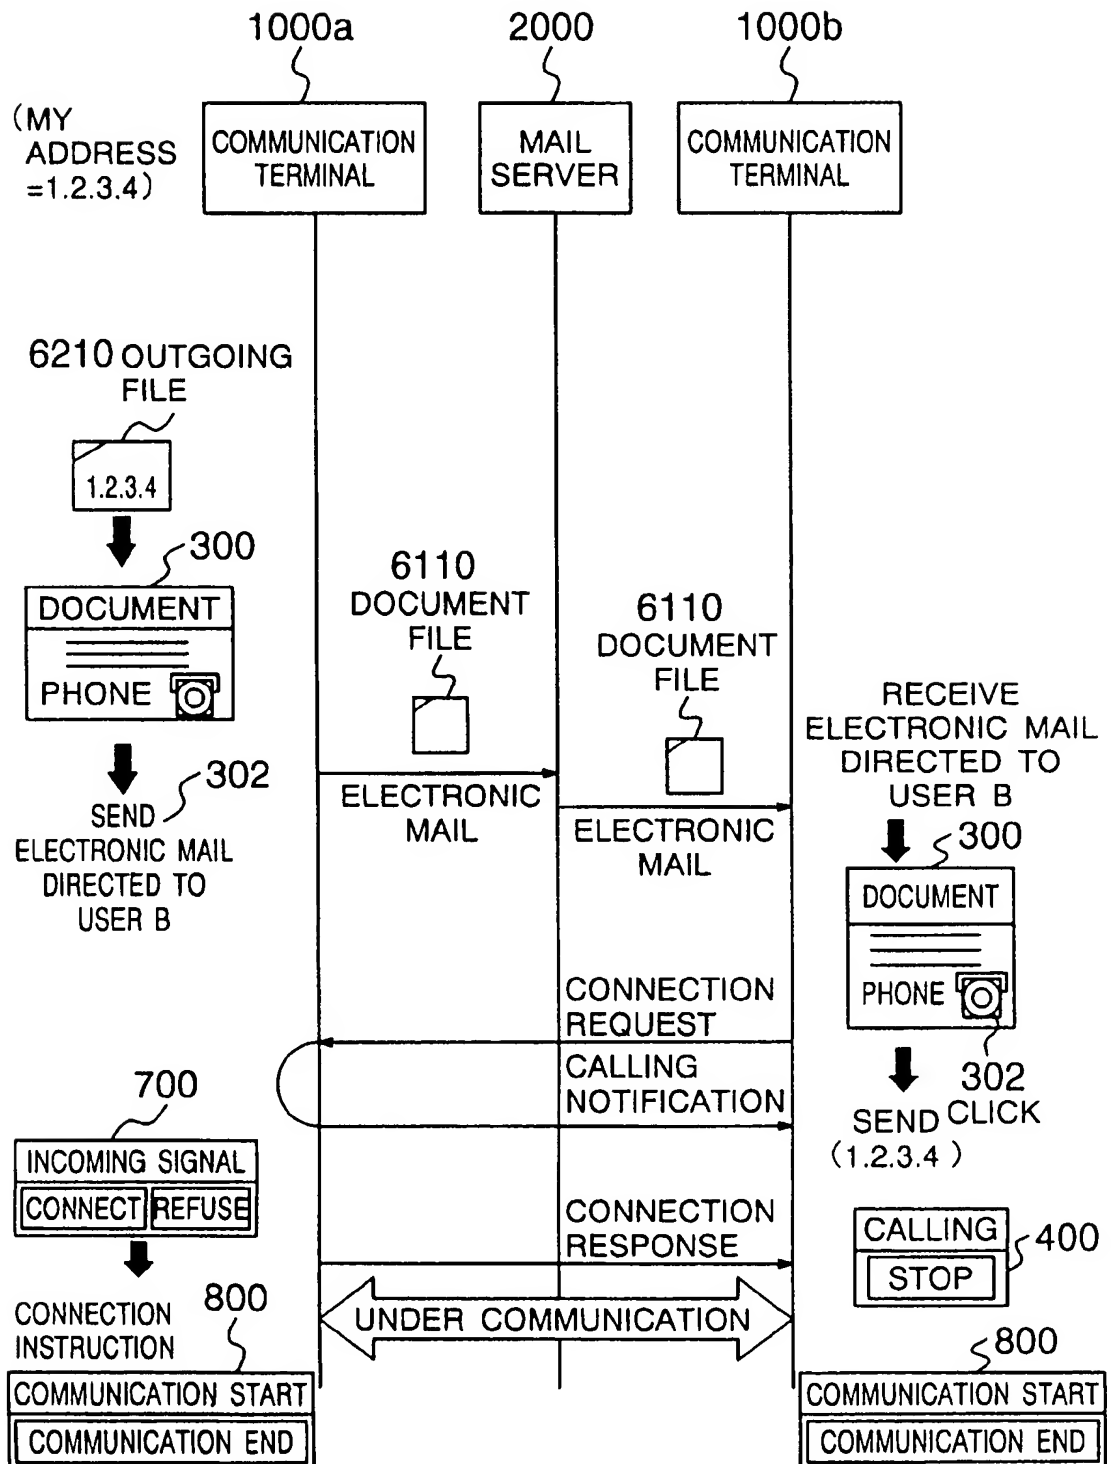 1000a
2000
1000b
(MY
ADDRESS
=1.2.3.4)
COMMUNICATION
TERMINAL
MAIL
SERVER
COMMUNICATION
TERMINAL
6210 OUTGOING
FILE
1.2.3.4
300
DOCUMENT
PHONE
302
SEND
ELECTRONIC MAIL
DIRECTED TO
USER B
6110
DOCUMENT
FILE
ELECTRONIC
MAIL
6110
DOCUMENT
FILE
ELECTRONIC
MAIL
RECEIVE
ELECTRONIC MAIL
DIRECTED TO
USER B
300
DOCUMENT
PHONE
302
CLICK
SEND
(1.2.3.4 )
CONNECTION
REQUEST
CALLING
NOTIFICATION
700
INCOMING SIGNAL
CONNECT REFUSE
CONNECTION
RESPONSE
CALLING
STOP
400
UNDER COMMUNICATION
CONNECTION
INSTRUCTION
800
COMMUNICATION START
COMMUNICATION END
800
COMMUNICATION START
COMMUNICATION END